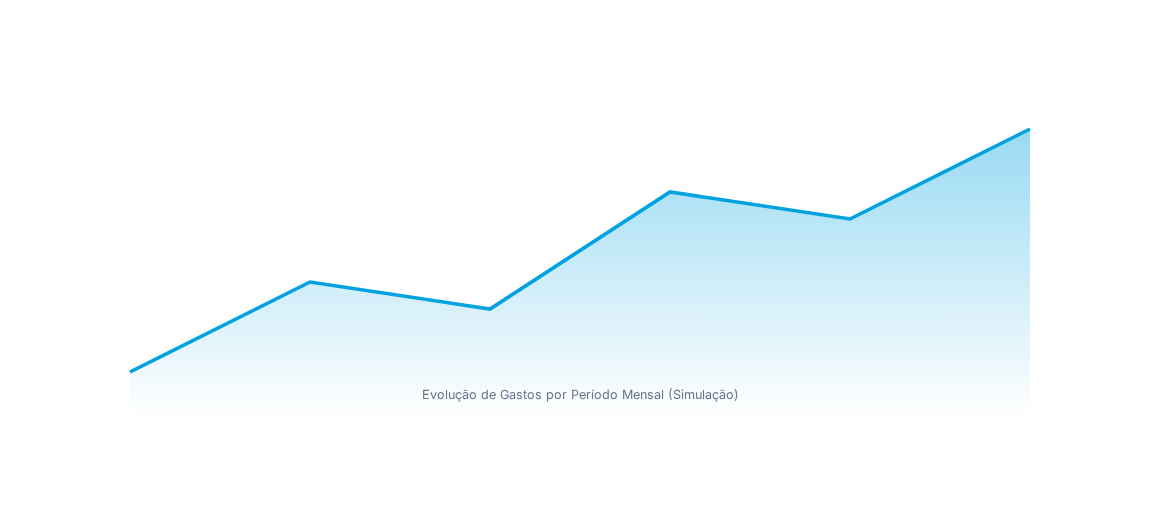 Evolução de Gastos por Período Mensal (Simulação)